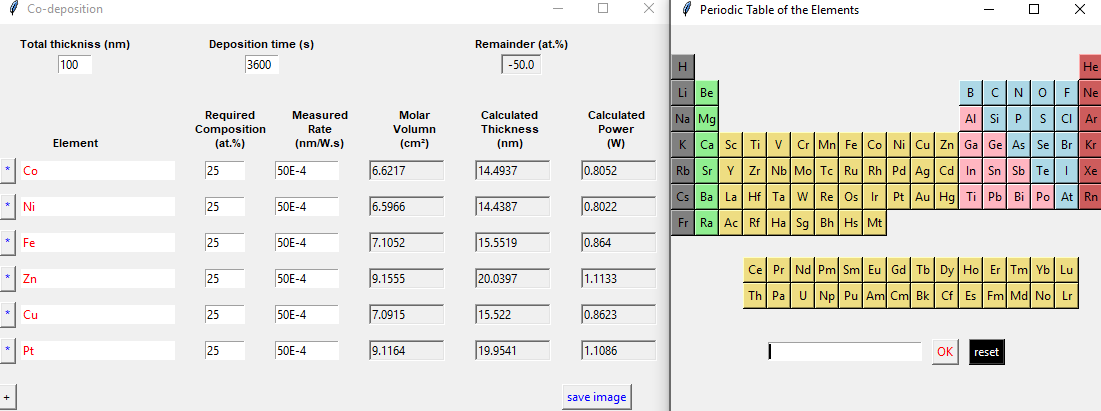 Co-deposition
Total thickniss (nm) Deposition time (s) Remainder (at.%)
100 3600 -50.0
Element Required Composition (at.%) Measured Rate (nm/W.s) Molar Volumn (cm²) Calculated Thickness (nm) Calculated Power (W)
* Co 25 50E-4 6.6217 14.4937 0.8052
* Ni 25 50E-4 6.5966 14.4387 0.8022
* Fe 25 50E-4 7.1052 15.5519 0.864
* Zn 25 50E-4 9.1555 20.0397 1.1133
* Cu 25 50E-4 7.0915 15.522 0.8623
* Pt 25 50E-4 9.1164 19.9541 1.1086
+ save image
Periodic Table of the Elements
H He
Li Be B C N O F Ne
Na Mg Al Si P S Cl Ar
K Ca Sc Ti V Cr Mn Fe Co Ni Cu Zn Ga Ge As Se Br Kr
Rb Sr Y Zr Nb Mo Tc Ru Rh Pd Ag Cd In Sn Sb Te I Xe
Cs Ba La Hf Ta W Re Os Ir Pt Au Hg Ti Pb Bi Po At Rn
Fr Ra Ac Rf Ha Sg Bh Hs Mt
Ce Pr Nd Pm Sm Eu Gd Tb Dy Ho Er Tm Yb Lu
Th Pa U Np Pu Am Cm Bk Cf Es Fm Md No Lr
OK reset